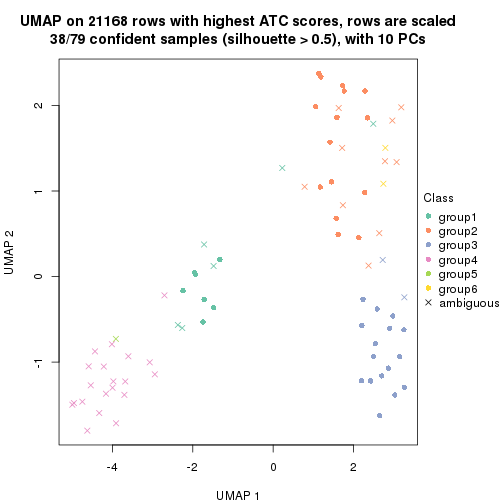 UMAP on 21168 rows with highest ATC scores, rows are scaled
38/79 confident samples (silhouette > 0.5), with 10 PCs
2
1
0
-1
UMAP 2
-4
-2
0
2
UMAP 1
Class
group1
group2
group3
group4
group5
group6
ambiguous